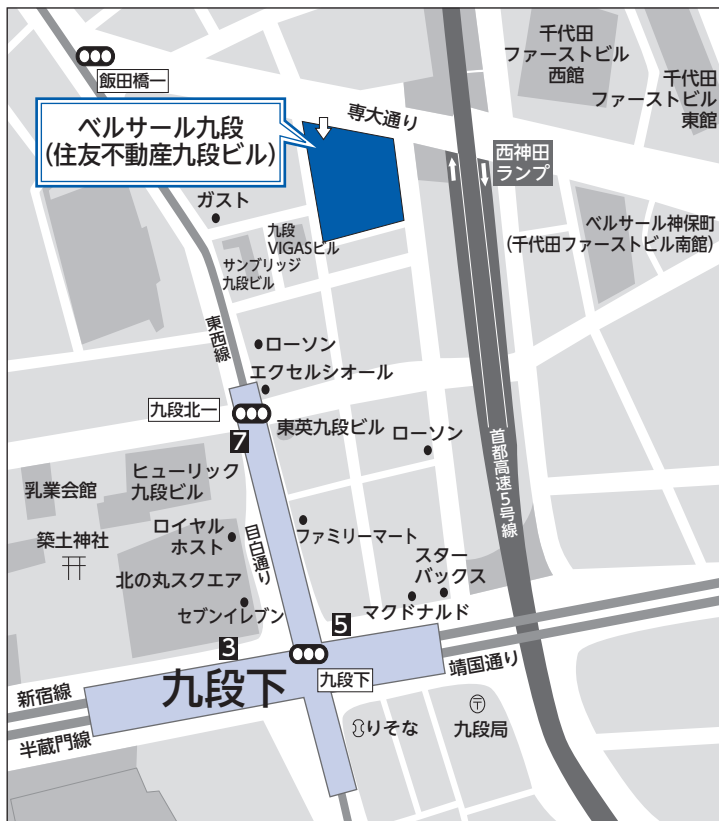 千代田
ファーストビル
西館
千代田
ファーストビル
東館
飯田橋一
専大通り
ベルサール九段
(住友不動産九段ビル)
西神田
ランプ
ガスト
九段
VIGASビル
サンブリッジ
九段ビル
ベルサール神保町
(千代田ファーストビル南館)
東西線
ローソン
エクセルシオール
九段北一
東英九段ビル
ローソン
7
首都高速5号線
乳業会館
ヒューリック
九段ビル
築土神社
ロイヤル
ホスト
目白通り
ファミリーマート
北の丸スクエア
スター
バックス
セブンイレブン
マクドナルド
5
3
九段下
九段下
靖国通り
新宿線
半蔵門線
りそな
〒
九段局